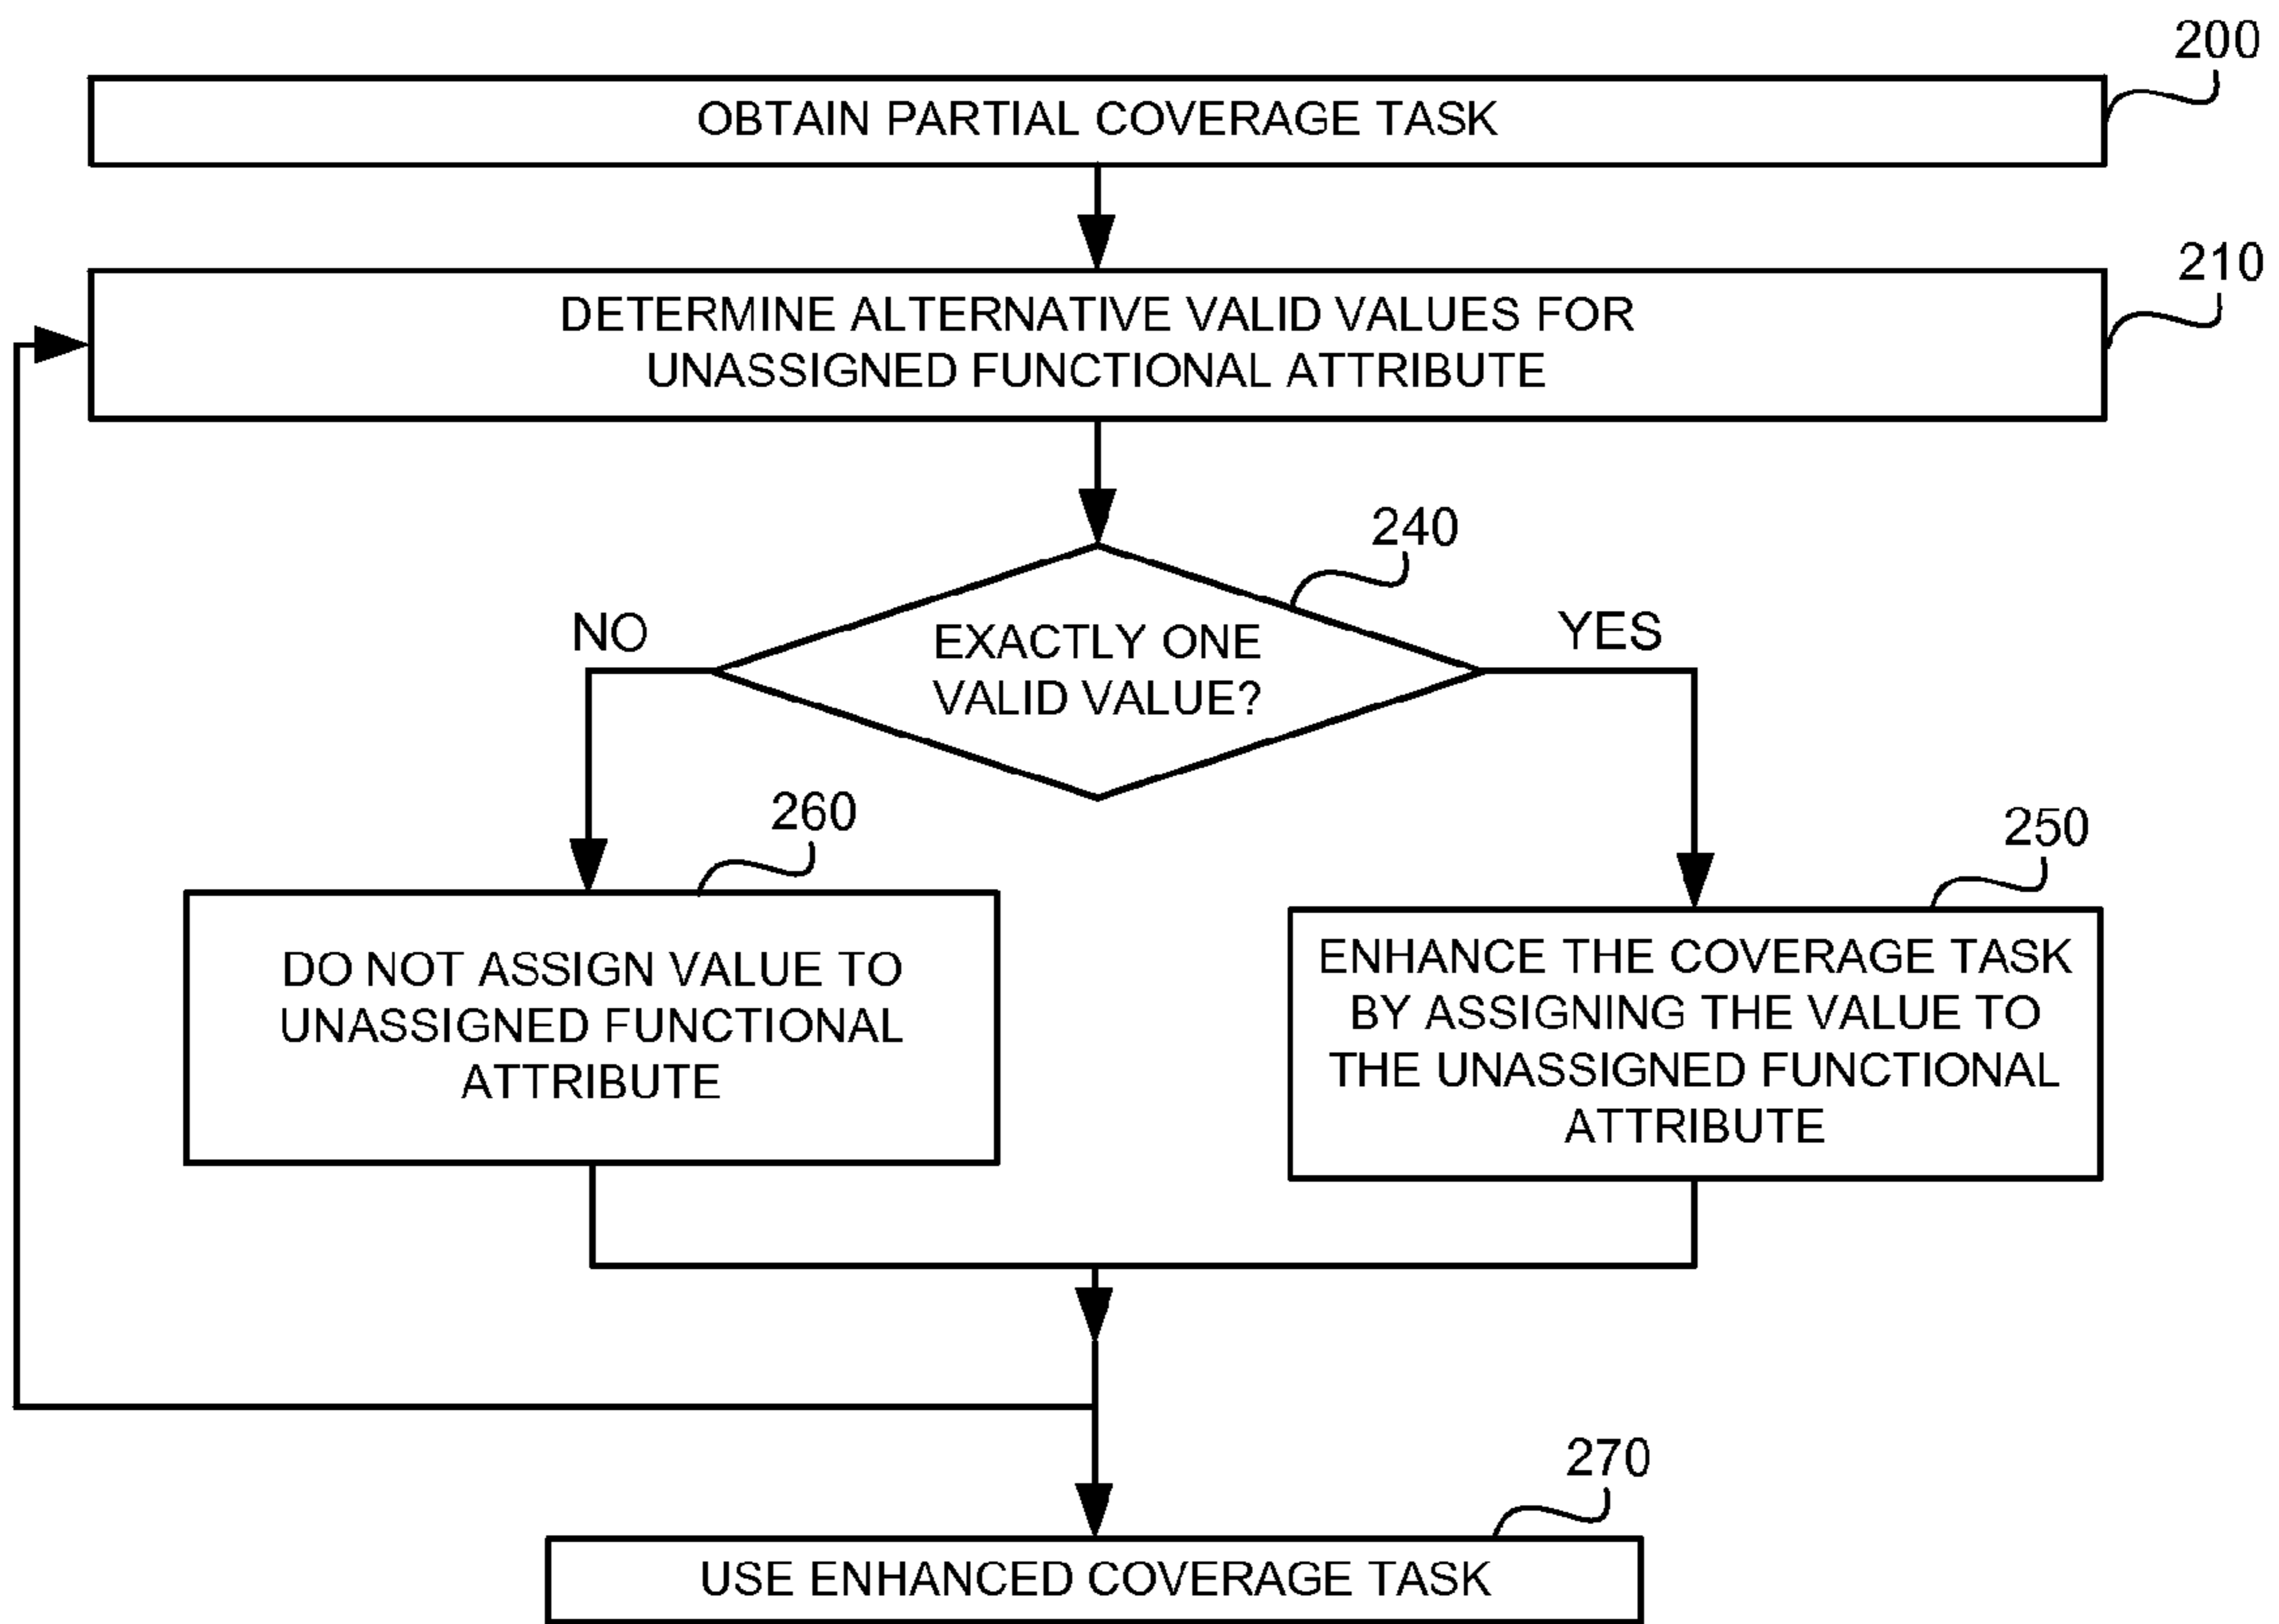 200
OBTAIN PARTIAL COVERAGE TASK
210
DETERMINE ALTERNATIVE VALID VALUES FOR
UNASSIGNED FUNCTIONAL ATTRIBUTE
240
NO
EXACTLY ONE
VALID VALUE?
YES
260
DO NOT ASSIGN VALUE TO
UNASSIGNED FUNCTIONAL
ATTRIBUTE
250
ENHANCE THE COVERAGE TASK
BY ASSIGNING THE VALUE TO
THE UNASSIGNED FUNCTIONAL
ATTRIBUTE
270
USE ENHANCED COVERAGE TASK